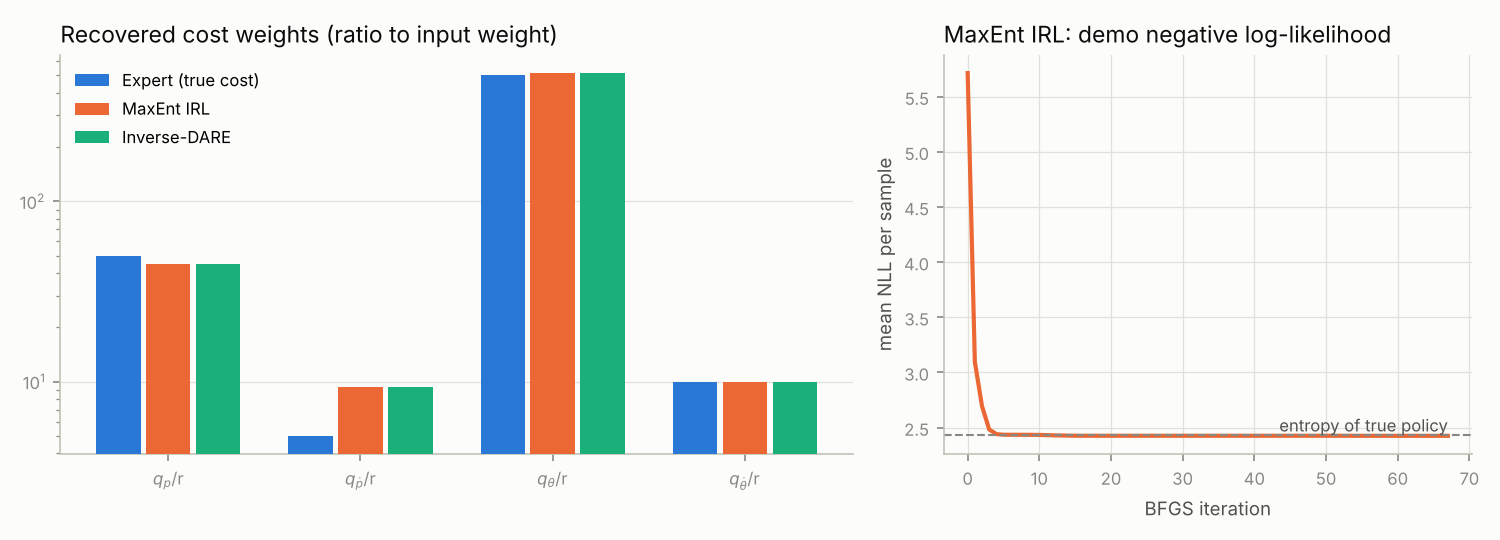 Recovered cost weights (ratio to input weight)
Expert (true cost)
MaxEnt IRL
Inverse-DARE
10²
10¹
qₚ/r
q_ṗ/r
q_θ/r
q_θ̇/r
MaxEnt IRL: demo negative log-likelihood
mean NLL per sample
5.5
5.0
4.5
4.0
3.5
3.0
2.5
entropy of true policy
0 10 20 30 40 50 60 70
BFGS iteration